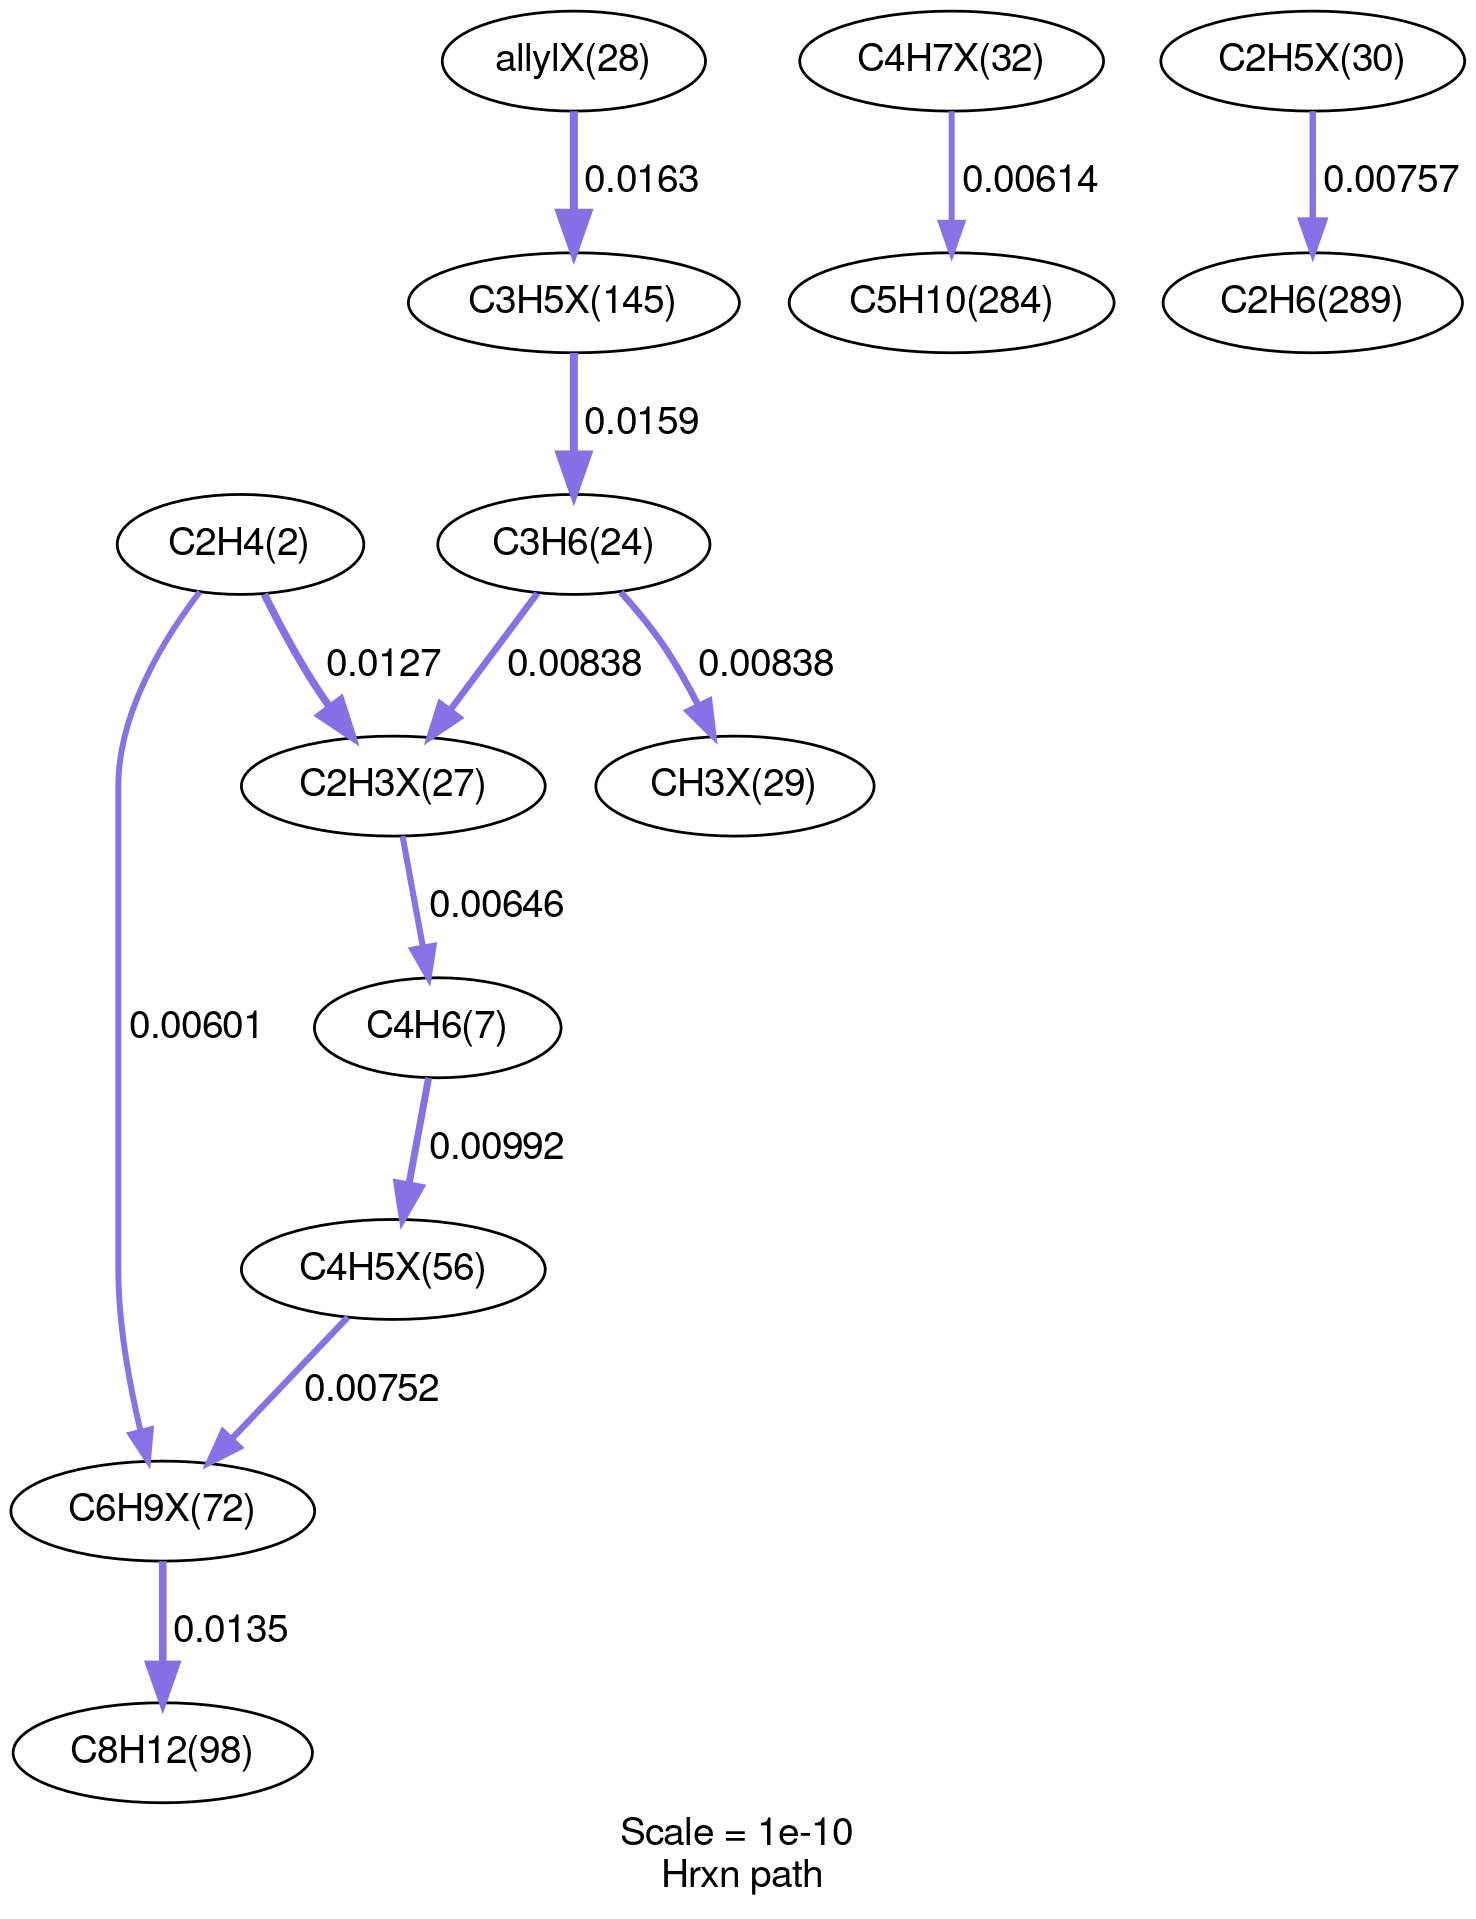 allylX(28)
C4H7X(32)
C2H5X(30)
0.0163
0.00614
0.00757
C3H5X(145)
C5H10(284)
C2H6(289)
0.0159
C2H4(2)
C3H6(24)
0.0127
0.00838
0.00838
C2H3X(27)
CH3X(29)
0.00646
0.00601
C4H6(7)
0.00992
C4H5X(56)
0.00752
C6H9X(72)
0.0135
C8H12(98)
Scale = 1e-10
Hrxn path